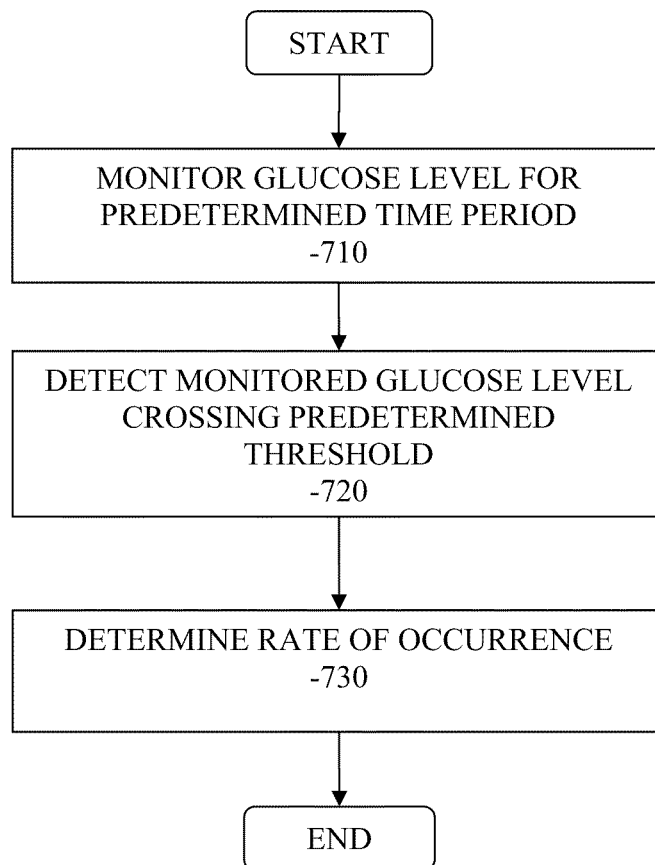 START
MONITOR GLUCOSE LEVEL FOR
PREDETERMINED TIME PERIOD
-710
DETECT MONITORED GLUCOSE LEVEL
CROSSING PREDETERMINED
THRESHOLD
-720
DETERMINE RATE OF OCCURRENCE
-730
END